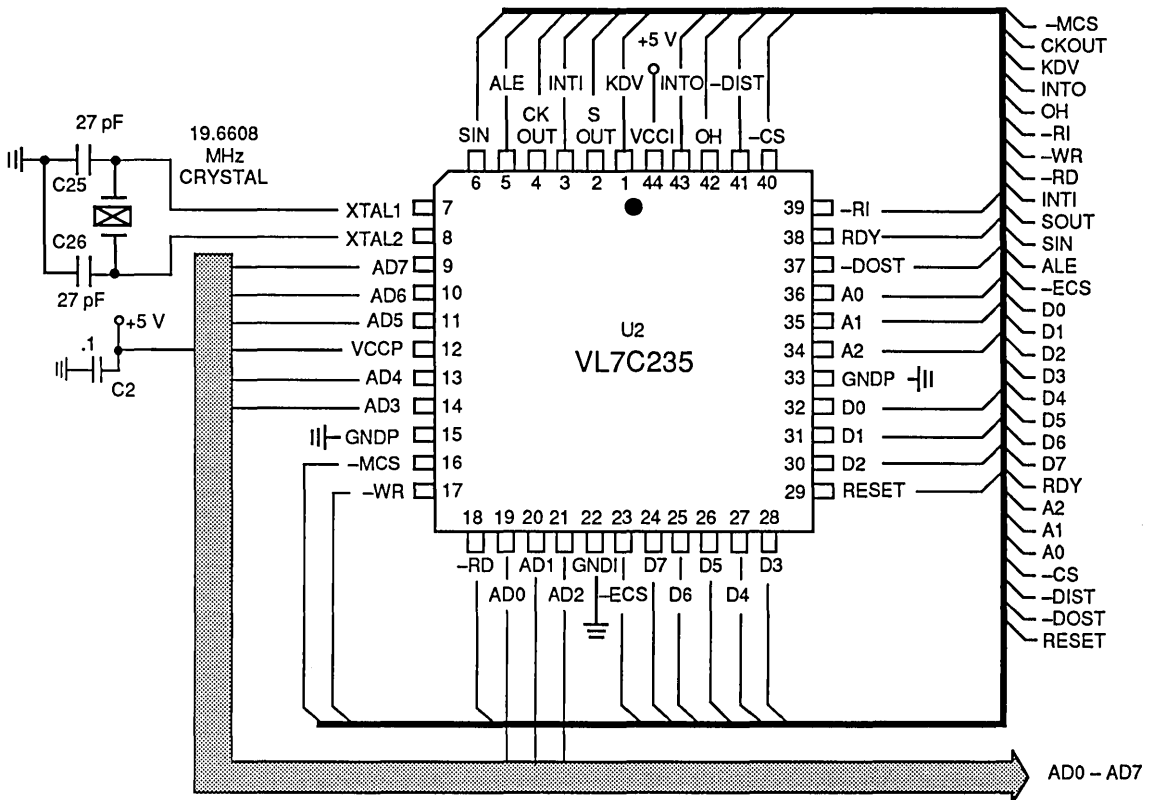 +5 V
ALE INTI KDV INTO –DIST
SIN CK OUT S OUT VCCI OH –CS
6 5 4 3 2 1 44 43 42 41 40
27 pF
C25
19.6608
MHz
CRYSTAL
C26
27 pF
+5 V
.1
C2
XTAL1 7
XTAL2 8
AD7 9
AD6 10
AD5 11
VCCP 12
AD4 13
AD3 14
GNDP 15
–MCS 16
–WR 17
U2
VL7C235
39 –RI
38 RDY
37 –DOST
36 A0
35 A1
34 A2
33 GNDP
32 D0
31 D1
30 D2
29 RESET
18 19 20 21 22 23 24 25 26 27 28
–RD AD1 GNDI D7 D5 D3
AD0 AD2 –ECS D6 D4
–MCS
CKOUT
KDV
INTO
OH
–RI
–WR
–RD
INTI
SOUT
SIN
ALE
–ECS
D0
D1
D2
D3
D4
D5
D6
D7
RDY
A2
A1
A0
–CS
–DIST
–DOST
RESET
AD0 – AD7